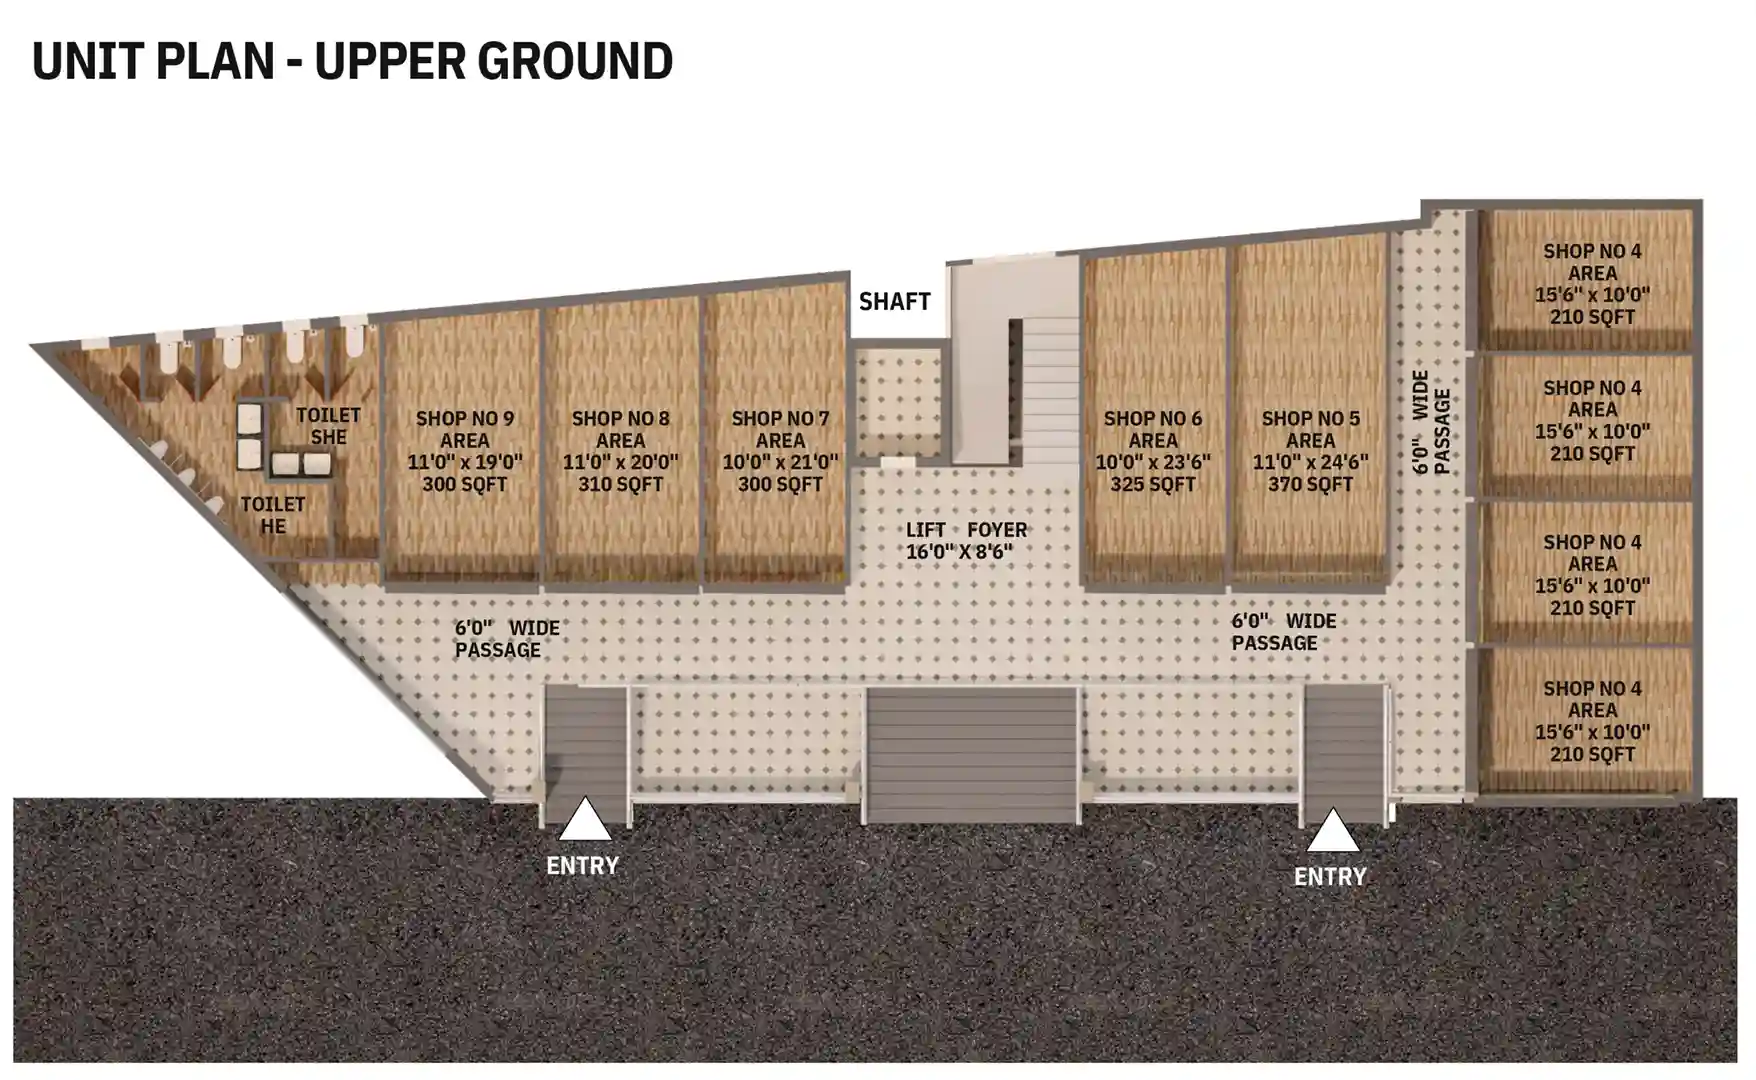 UNIT PLAN - UPPER GROUND
SHAFT
SHOP NO 4
AREA
15'6" x 10'0"
210 SQFT
SHOP NO 4
AREA
15'6" x 10'0"
210 SQFT
SHOP NO 4
AREA
15'6" x 10'0"
210 SQFT
SHOP NO 4
AREA
15'6" x 10'0"
210 SQFT
6'0" WIDE
PASSAGE
TOILET
SHE
TOILET
HE
SHOP NO 9
AREA
11'0" x 19'0"
300 SQFT
SHOP NO 8
AREA
11'0" x 20'0"
310 SQFT
SHOP NO 7
AREA
10'0" x 21'0"
300 SQFT
SHOP NO 6
AREA
10'0" x 23'6"
325 SQFT
SHOP NO 5
AREA
11'0" x 24'6"
370 SQFT
LIFT FOYER
16'0" X 8'6"
6'0" WIDE
PASSAGE
6'0" WIDE
PASSAGE
ENTRY
ENTRY